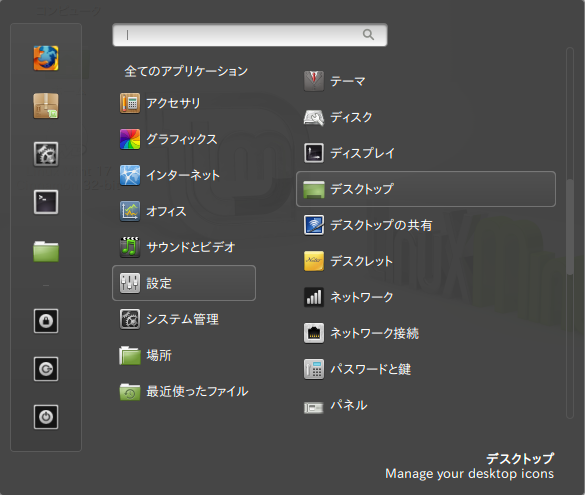 コンピュータ
全てのアプリケーション
アクセサリ
グラフィックス
インターネット
オフィス
サウンドとビデオ
設定
システム管理
場所
最近使ったファイル
テーマ
ディスク
ディスプレイ
デスクトップ
デスクトップの共有
デスクレット
ネットワーク
ネットワーク接続
パスワードと鍵
パネル
デスクトップ
Manage your desktop icons